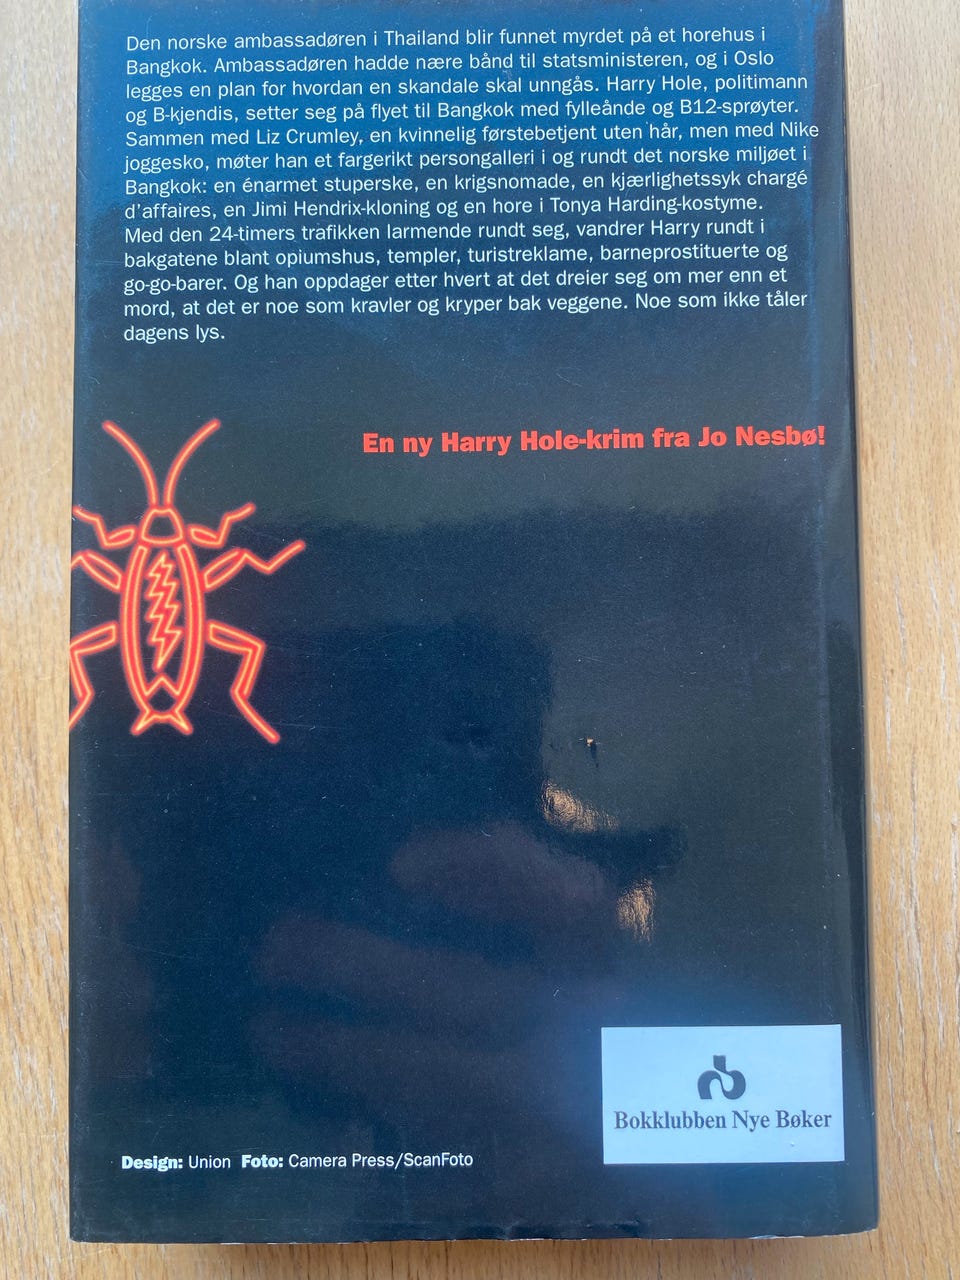 Den norske ambassadøren i Thailand blir funnet myrdet på et horehus i
Bangkok. Ambassadøren hadde nære bånd til statsministeren, og i Oslo
legges en plan for hvordan en skandale skal unngås. Harry Hole, politimann
og B-kjendis, setter seg på flyet til Bangkok med fylleånde og B12-sprøyter.
Sammen med Liz Crumley, en kvinnelig førstebetjent uten hår, men med Nike
joggesko, møter han et fargerikt persongalleri i og rundt det norske miljøet i
Bangkok: en énarmet stuperske, en krigsnomade, en kjærlighetssyk chargé
d’affaires, en Jimi Hendrix-kloning og en hore i Tonya Harding-kostyme.
Med den 24-timers trafikken larmende rundt seg, vandrer Harry rundt i
bakgatene blant opiumshus, templer, turistreklame, barneprostituerte og
go-go-barer. Og han oppdager etter hvert at det dreier seg om mer enn et
mord, at det er noe som kravler og kryper bak veggene. Noe som ikke tåler
dagens lys.
En ny Harry Hole-krim fra Jo Nesbø!
Bokklubben Nye Bøker
Design: Union Foto: Camera Press/ScanFoto